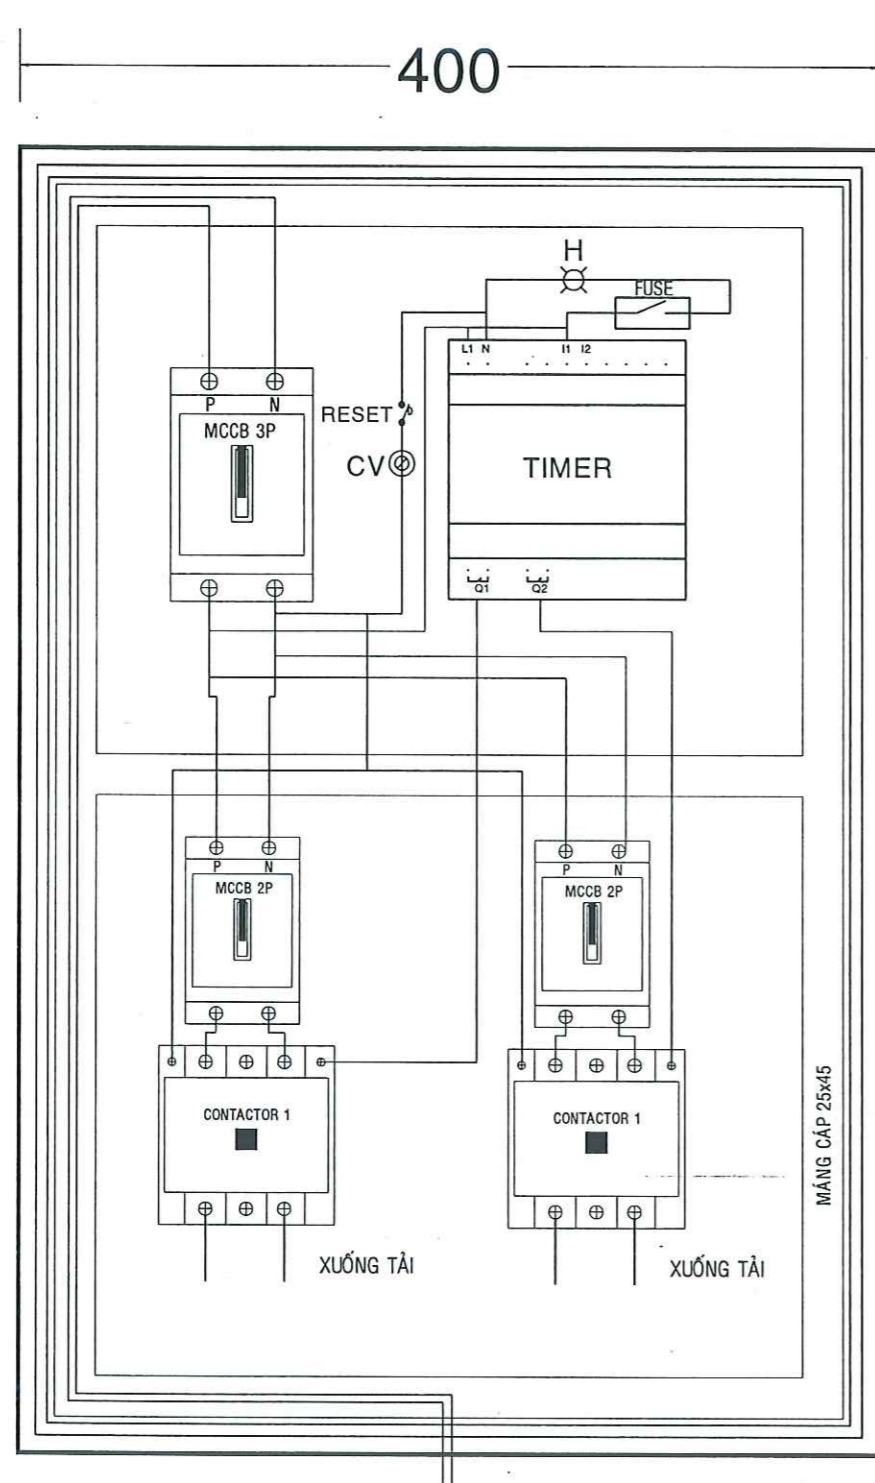 400
H
FUSE
L1 N I1 I2
P N
MCCB 3P
RESET
CV
TIMER
Q1 Q2
P N
MCCB 2P
P N
MCCB 2P
CONTACTOR 1
CONTACTOR 1
MÁNG CÁP 25x45
XUỐNG TẢI
XUỐNG TẢI